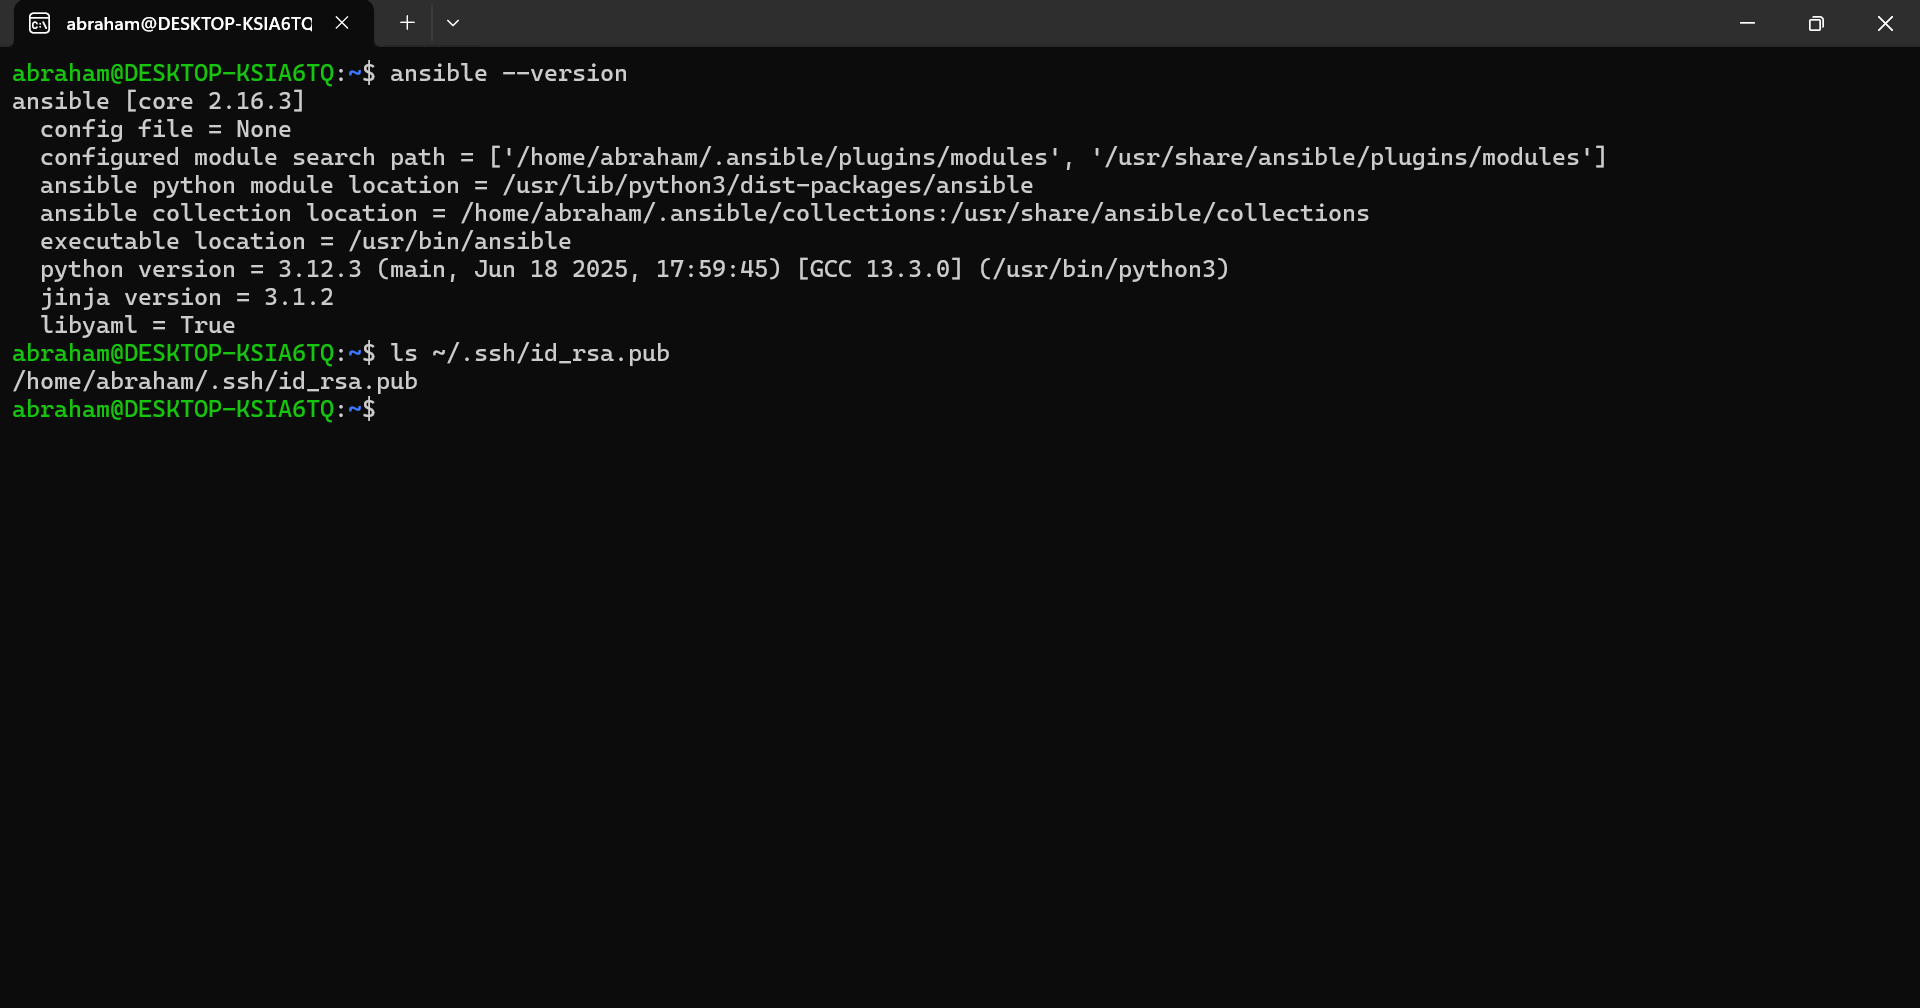 abraham@DESKTOP-KSIA6TQ
abraham@DESKTOP-KSIA6TQ:~$ ansible --version
ansible [core 2.16.3]
  config file = None
  configured module search path = ['/home/abraham/.ansible/plugins/modules', '/usr/share/ansible/plugins/modules']
  ansible python module location = /usr/lib/python3/dist-packages/ansible
  ansible collection location = /home/abraham/.ansible/collections:/usr/share/ansible/collections
  executable location = /usr/bin/ansible
  python version = 3.12.3 (main, Jun 18 2025, 17:59:45) [GCC 13.3.0] (/usr/bin/python3)
  jinja version = 3.1.2
  libyaml = True
abraham@DESKTOP-KSIA6TQ:~$ ls ~/.ssh/id_rsa.pub
/home/abraham/.ssh/id_rsa.pub
abraham@DESKTOP-KSIA6TQ:~$